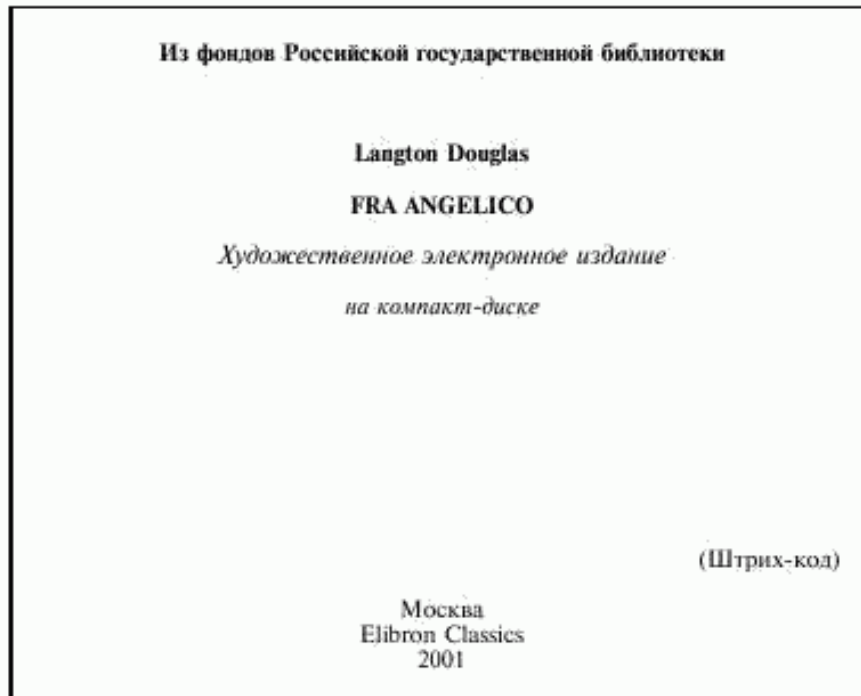 Из фондов Российской государственной библиотеки
Langton Douglas
FRA ANGELICO
Художественное электронное издание
на компакт-диске
(Штрих-код)
Москва
Elibron Classics
2001